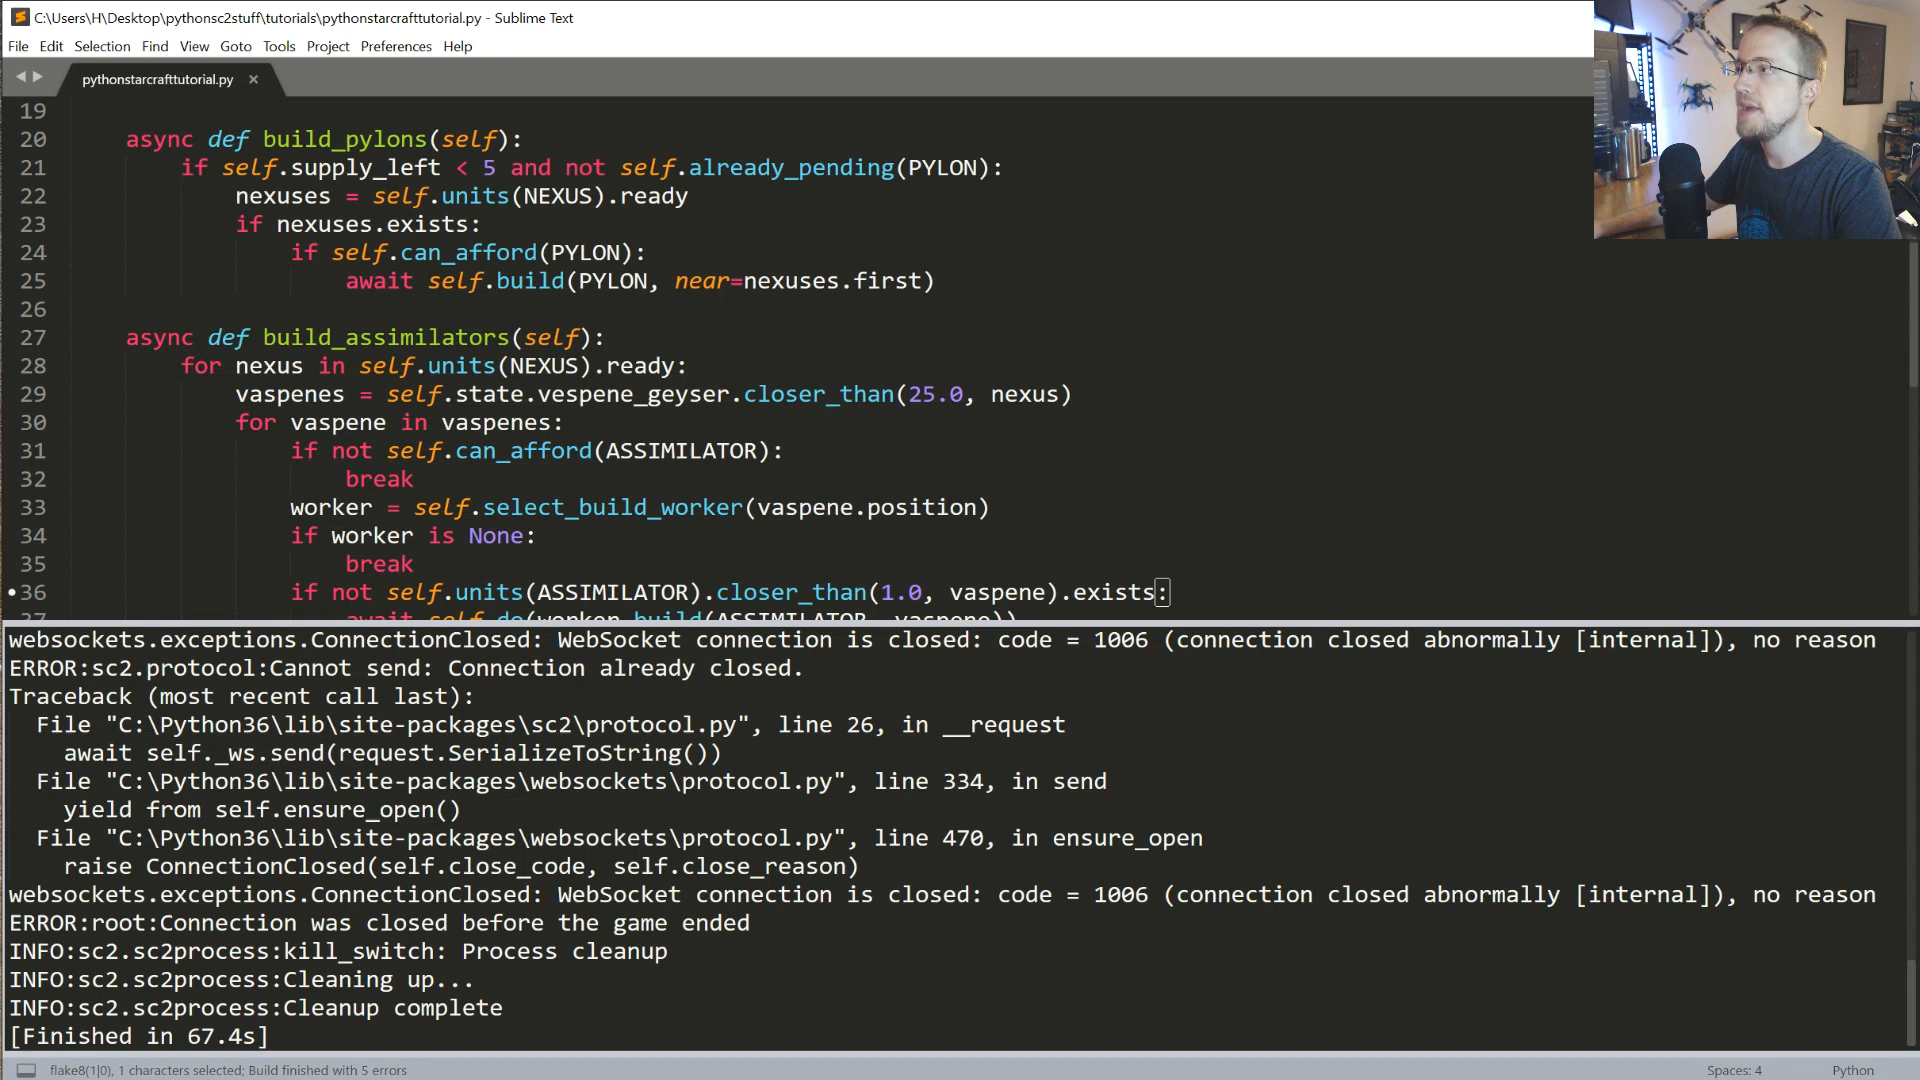 C:\Users\H\Desktop\pythonsc2stuff\tutorials\pythonstarcrafttutorial.py - Sublime Text
File Edit Selection Find View Goto Tools Project Preferences Help
pythonstarcrafttutorial.py ×
19
20 async def build_pylons(self):
21 if self.supply_left < 5 and not self.already_pending(PYLON):
22 nexuses = self.units(NEXUS).ready
23 if nexuses.exists:
24 if self.can_afford(PYLON):
25 await self.build(PYLON, near=nexuses.first)
26
27 async def build_assimilators(self):
28 for nexus in self.units(NEXUS).ready:
29 vaspenes = self.state.vespene_geyser.closer_than(25.0, nexus)
30 for vaspene in vaspenes:
31 if not self.can_afford(ASSIMILATOR):
32 break
33 worker = self.select_build_worker(vaspene.position)
34 if worker is None:
35 break
36 if not self.units(ASSIMILATOR).closer_than(1.0, vaspene).exists:
37 await self.do(worker.build(ASSIMILATOR, vaspene))
websockets.exceptions.ConnectionClosed: WebSocket connection is closed: code = 1006 (connection closed abnormally [internal]), no reason
ERROR:sc2.protocol:Cannot send: Connection already closed.
Traceback (most recent call last):
File "C:\Python36\lib\site-packages\sc2\protocol.py", line 26, in __request
await self._ws.send(request.SerializeToString())
File "C:\Python36\lib\site-packages\websockets\protocol.py", line 334, in send
yield from self.ensure_open()
File "C:\Python36\lib\site-packages\websockets\protocol.py", line 470, in ensure_open
raise ConnectionClosed(self.close_code, self.close_reason)
websockets.exceptions.ConnectionClosed: WebSocket connection is closed: code = 1006 (connection closed abnormally [internal]), no reason
ERROR:root:Connection was closed before the game ended
INFO:sc2.sc2process:kill_switch: Process cleanup
INFO:sc2.sc2process:Cleaning up...
INFO:sc2.sc2process:Cleanup complete
[Finished in 67.4s]
flake8(1|0), 1 characters selected; Build finished with 5 errors Spaces: 4 Python